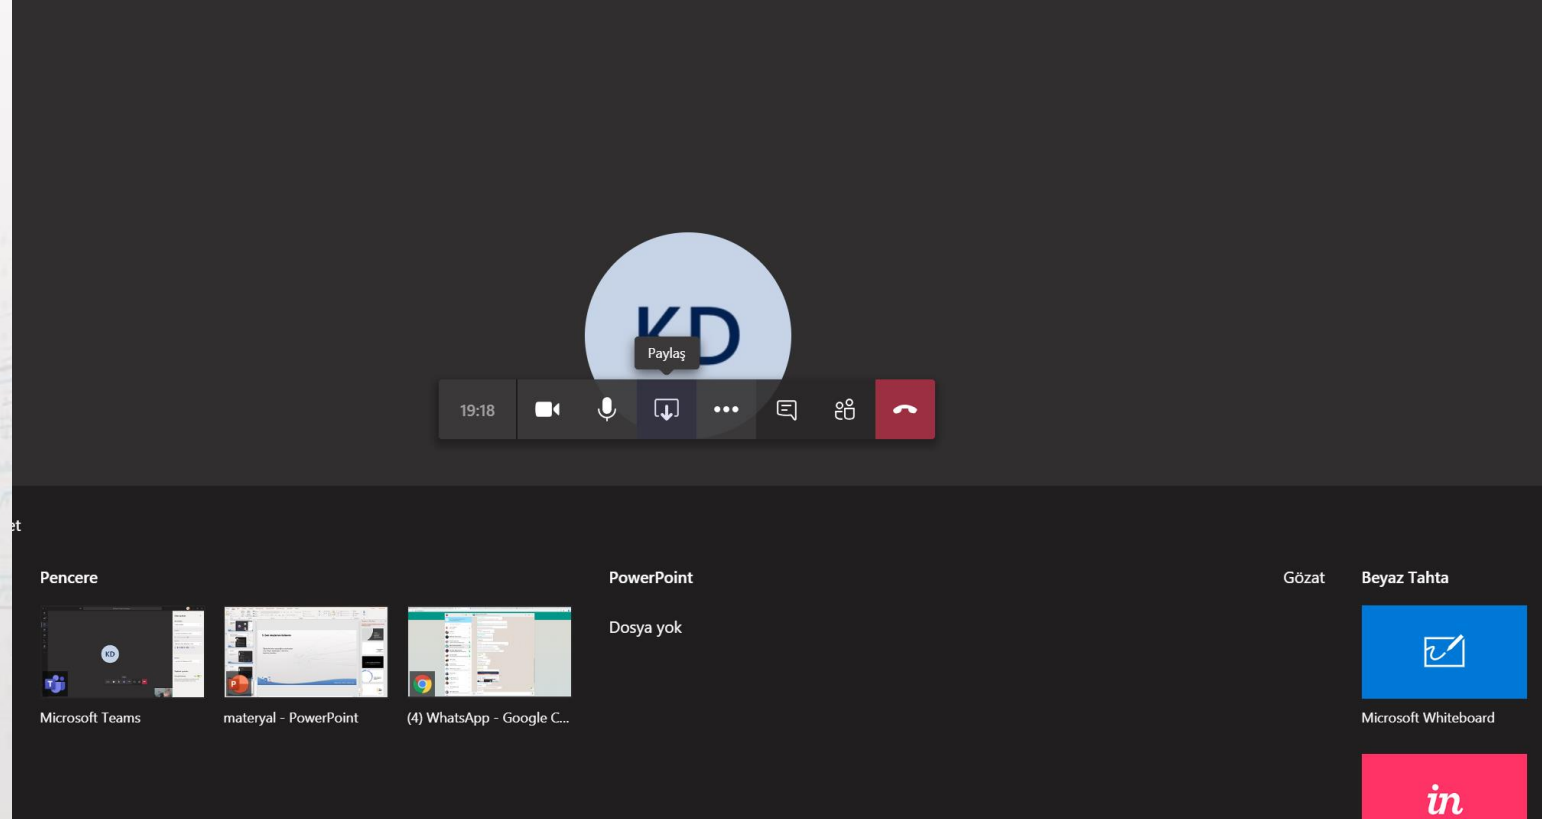 KD
Paylaş
19:18
et
Pencere
PowerPoint
Gözat
Beyaz Tahta
Dosya yok
KD
Microsoft Teams
materyal - PowerPoint
(4) WhatsApp - Google C...
Microsoft Whiteboard
in